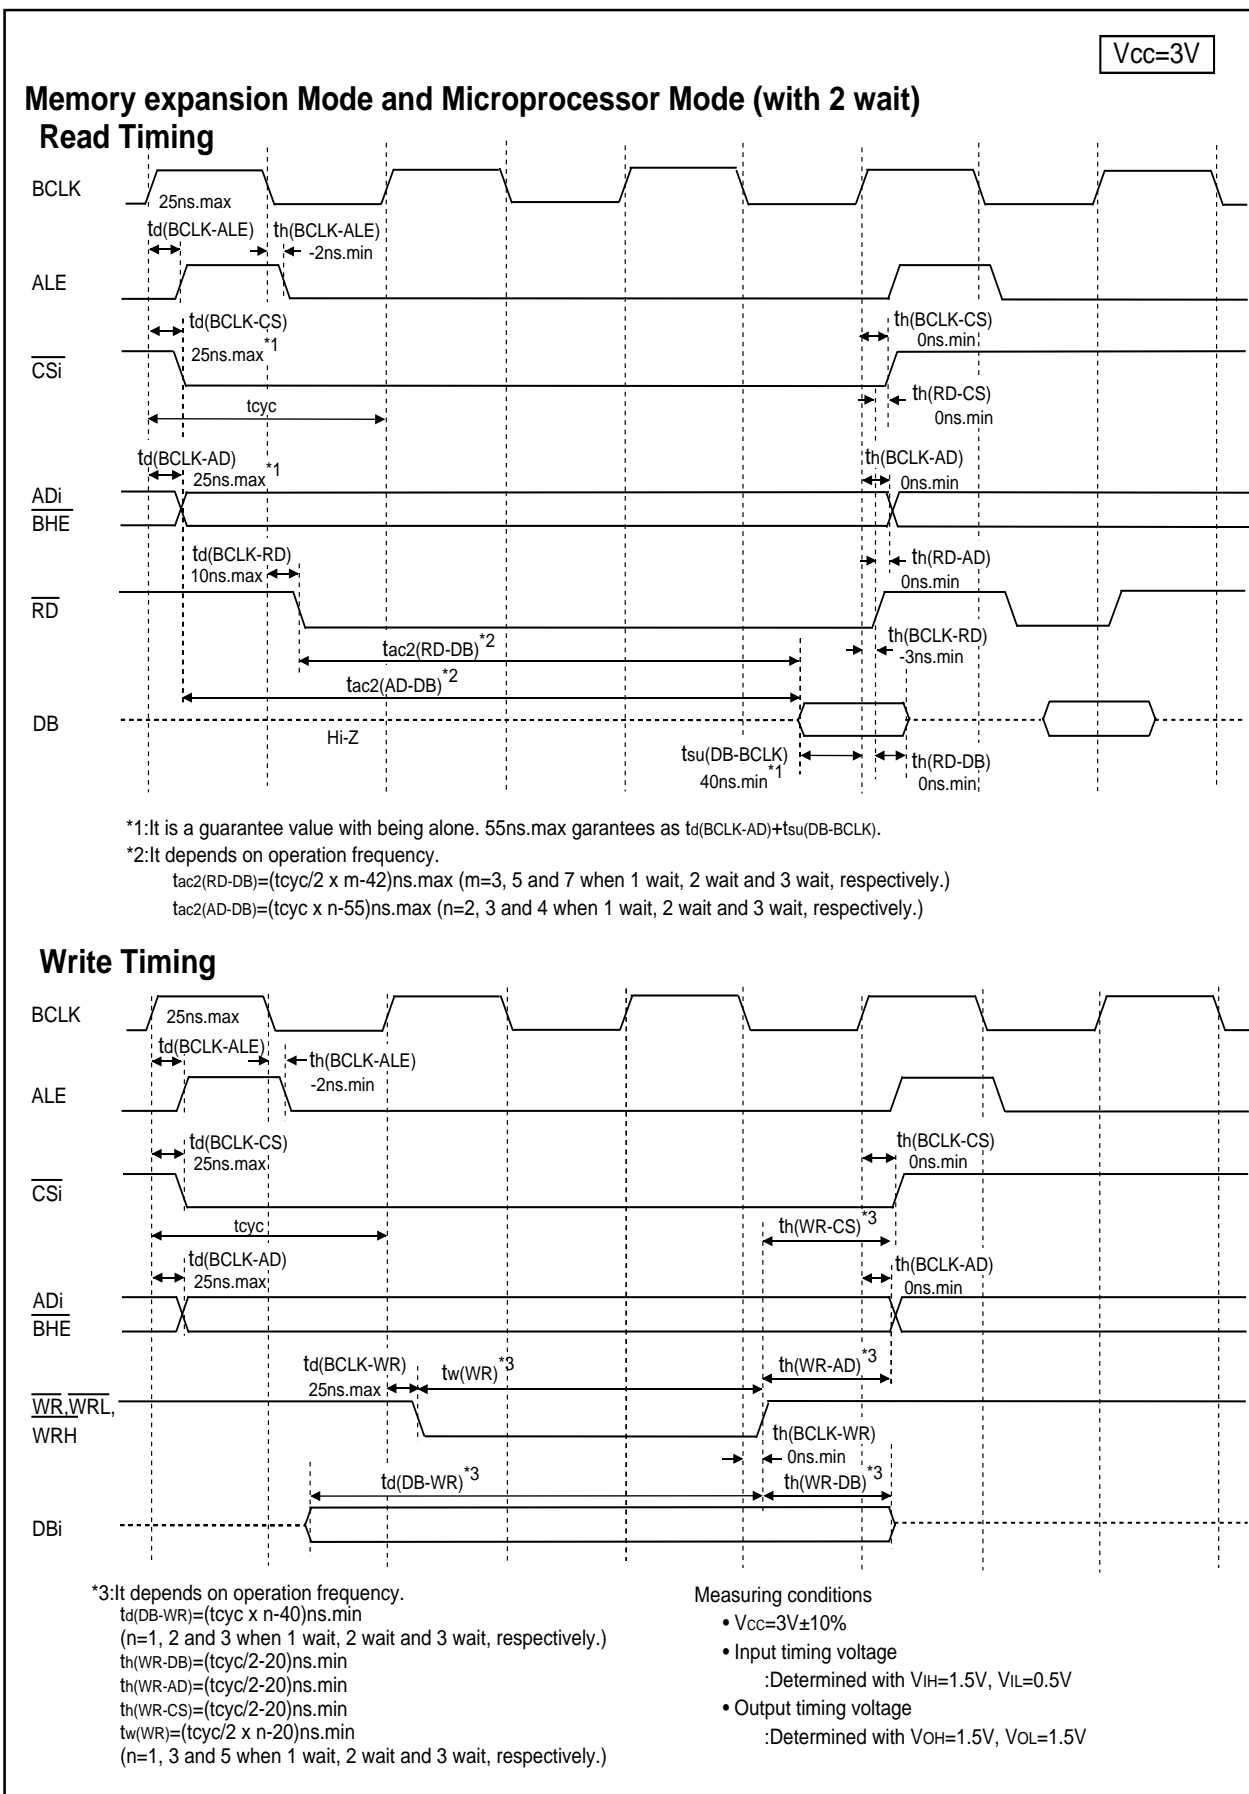 Vcc=3V
Memory expansion Mode and Microprocessor Mode (with 2 wait)
Read Timing
BCLK
25ns.max
td(BCLK-ALE) th(BCLK-ALE)
-2ns.min
ALE
td(BCLK-CS)
25ns.max*1
th(BCLK-CS)
0ns.min
CSi
tcyc
th(RD-CS)
0ns.min
td(BCLK-AD)
25ns.max*1
th(BCLK-AD)
0ns.min
ADi
BHE
td(BCLK-RD)
10ns.max
th(RD-AD)
0ns.min
RD
th(BCLK-RD)
-3ns.min
tac2(RD-DB)*2
tac2(AD-DB)*2
DB
Hi-Z
tsu(DB-BCLK)
40ns.min*1
th(RD-DB)
0ns.min
*1:It is a guarantee value with being alone. 55ns.max garantees as td(BCLK-AD)+tsu(DB-BCLK).
*2:It depends on operation frequency.
tac2(RD-DB)=(tcyc/2 x m-42)ns.max (m=3, 5 and 7 when 1 wait, 2 wait and 3 wait, respectively.)
tac2(AD-DB)=(tcyc x n-55)ns.max (n=2, 3 and 4 when 1 wait, 2 wait and 3 wait, respectively.)
Write Timing
BCLK
25ns.max
td(BCLK-ALE)
th(BCLK-ALE)
-2ns.min
ALE
td(BCLK-CS)
25ns.max
th(BCLK-CS)
0ns.min
CSi
tcyc
th(WR-CS)*3
td(BCLK-AD)
25ns.max
th(BCLK-AD)
0ns.min
ADi
BHE
td(BCLK-WR)
25ns.max
tw(WR)*3
th(WR-AD)*3
WR,WRL,
WRH
th(BCLK-WR)
0ns.min
td(DB-WR)*3
th(WR-DB)*3
DBi
*3:It depends on operation frequency.
td(DB-WR)=(tcyc x n-40)ns.min
(n=1, 2 and 3 when 1 wait, 2 wait and 3 wait, respectively.)
th(WR-DB)=(tcyc/2-20)ns.min
th(WR-AD)=(tcyc/2-20)ns.min
th(WR-CS)=(tcyc/2-20)ns.min
tw(WR)=(tcyc/2 x n-20)ns.min
(n=1, 3 and 5 when 1 wait, 2 wait and 3 wait, respectively.)
Measuring conditions
• VCC=3V±10%
• Input timing voltage
:Determined with VIH=1.5V, VIL=0.5V
• Output timing voltage
:Determined with VOH=1.5V, VOL=1.5V